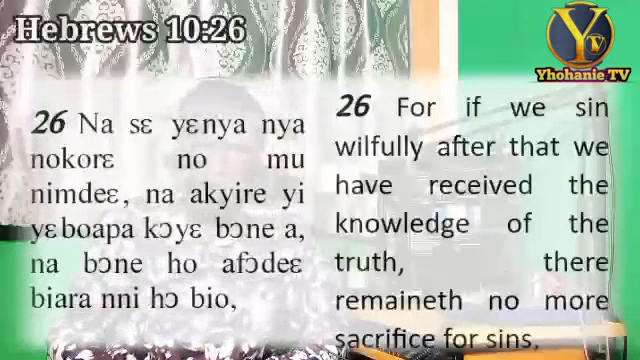 Hebrews 10:26
Yhohanie TV
26 Na sɛ yɛnya nya
nokorɛ no mu
nimdeɛ, na akyire yi
yɛboapa kɔyɛ bɔne a,
na bɔne ho afɔdeɛ
biara nni hɔ bio,
26 For if we sin
wilfully after that we
have received the
knowledge of the
truth, there
remaineth no more
sacrifice for sins.